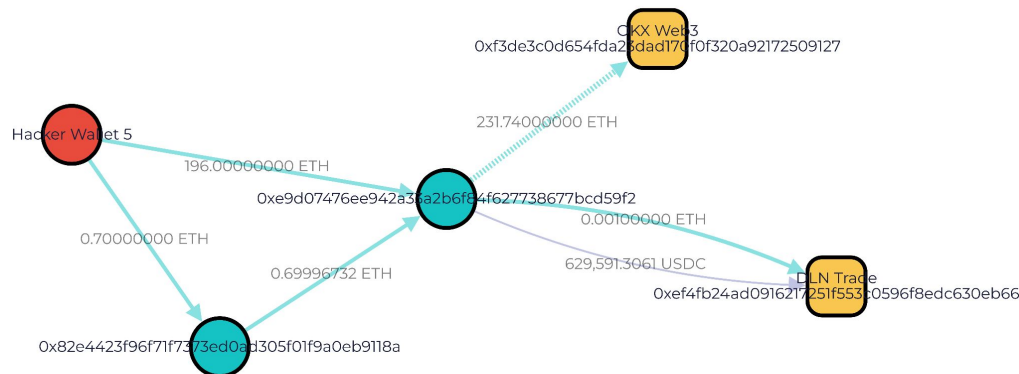 OKX Web3
0xf3de3c0d654fda23dad170f0f320a92172509127
231.74000000 ETH
Hacker Wallet 5
196.00000000 ETH
0xe9d07476ee942a33a2b6f84f627738677bcd59f2
0.00100000 ETH
0.70000000 ETH
0.69996732 ETH
629,591.3061 USDC
DLN Trade
0xef4fb24ad0916217251f553c0596f8edc630eb66
0x82e4423f96f71f7373ed0ad305f01f9a0eb9118a